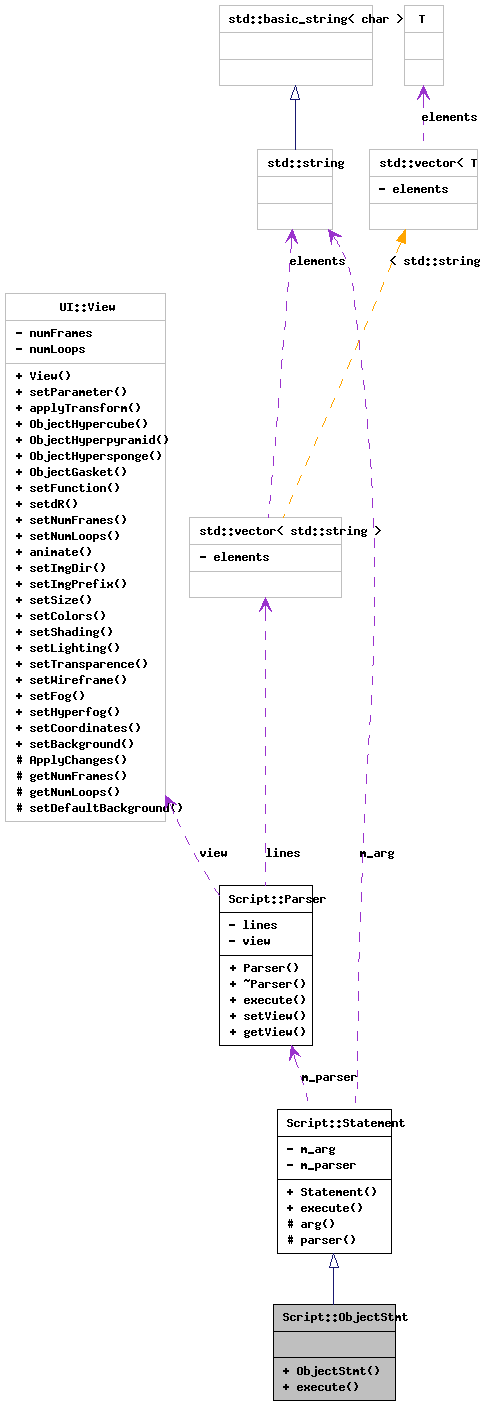 std::basic_string< char >
T
elements
std::string
std::vector< T
- elements
elements
< std::string
UI::View
- numFrames
- numLoops
+ View()
+ setParameter()
+ applyTransform()
+ ObjectHypercube()
+ ObjectHyperpyramid()
+ ObjectHypersponge()
+ ObjectGasket()
+ setFunction()
+ setdR()
+ setNumFrames()
+ setNumLoops()
+ animate()
+ setImgDir()
+ setImgPrefix()
+ setSize()
+ setColors()
+ setShading()
+ setLighting()
+ setTransparence()
+ setWireframe()
+ setFog()
+ setHyperfog()
+ setCoordinates()
+ setBackground()
# ApplyChanges()
# getNumFrames()
# getNumLoops()
# setDefaultBackground()
std::vector< std::string >
- elements
view
lines
m_arg
Script::Parser
- lines
- view
+ Parser()
+ ~Parser()
+ execute()
+ setView()
+ getView()
m_parser
Script::Statement
- m_arg
- m_parser
+ Statement()
+ execute()
# arg()
# parser()
Script::ObjectStmt
+ ObjectStmt()
+ execute()